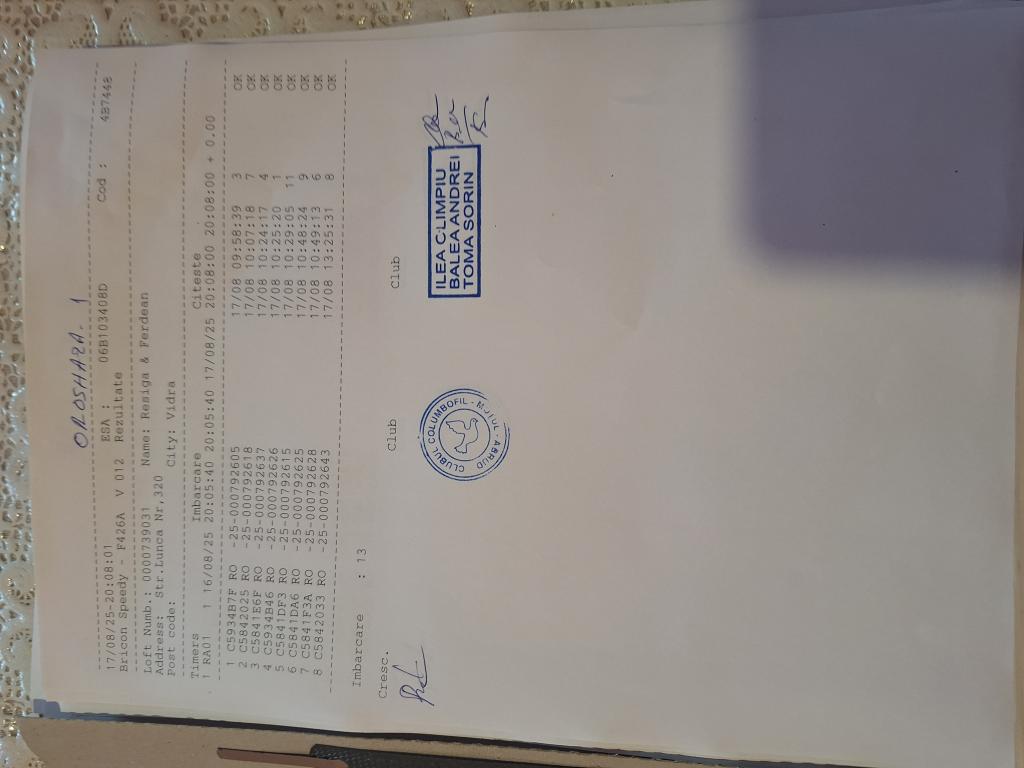 OROSHAZA - 1
17/08/25-20:08:01 ESA : 06B103408D Cod : 4B7448
Bricon Speedy - F426A V 012 Rezultate
Loft Numb.: 0000739031 Name: Resiga & Ferdean
Address: Str.Lunca Nr,320
Post code: City: Vidra
Timers Imbarcare Citeste
1 RA01 1 16/08/25 20:05:40 20:05:40 17/08/25 20:08:00 20:08:00 + 0.00
1 C5934B7F RO -25-000792605 17/08 09:58:39 3 OK
2 C5842025 RO -25-000792618 17/08 10:07:18 7 OK
3 C5841E6F RO -25-000792637 17/08 10:24:17 4 OK
4 C5934B46 RO -25-000792626 17/08 10:25:20 1 OK
5 C5841DF3 RO -25-000792615 17/08 10:29:05 11 OK
6 C5841DA6 RO -25-000792625 17/08 10:48:24 9 OK
7 C5841F3A RO -25-000792628 17/08 10:49:13 6 OK
8 C5842033 RO -25-000792643 17/08 13:25:31 8 OK
Imbarcare : 13
Cresc. Club Club
CLUBUL COLUMBOFIL - MOTUL - ABRUD
ILEA OLIMPIU
BALEA ANDREI
TOMA SORIN